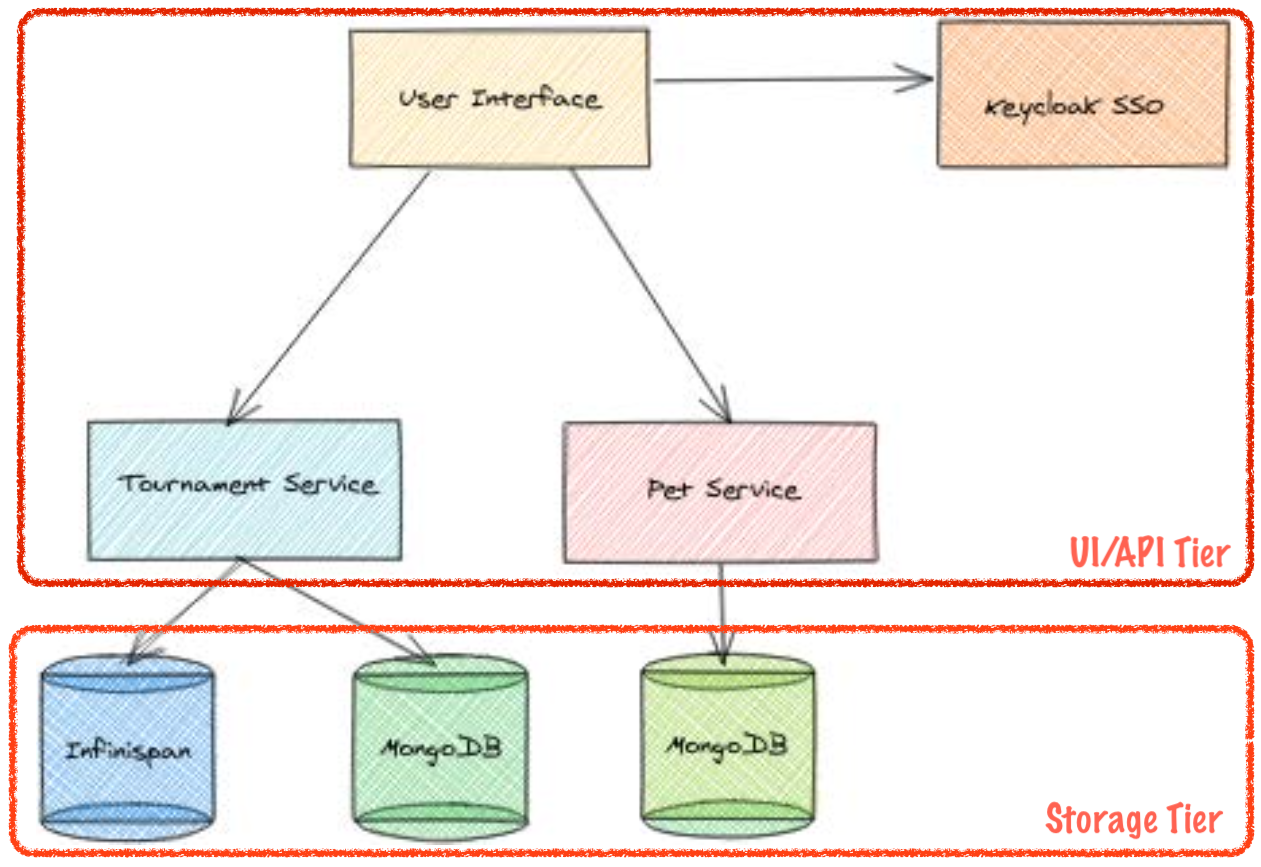 User Interface
Keycloak SSO
Tournament Service
Pet Service
UI/API Tier
Infinispan
MongoDB
MongoDB
Storage Tier